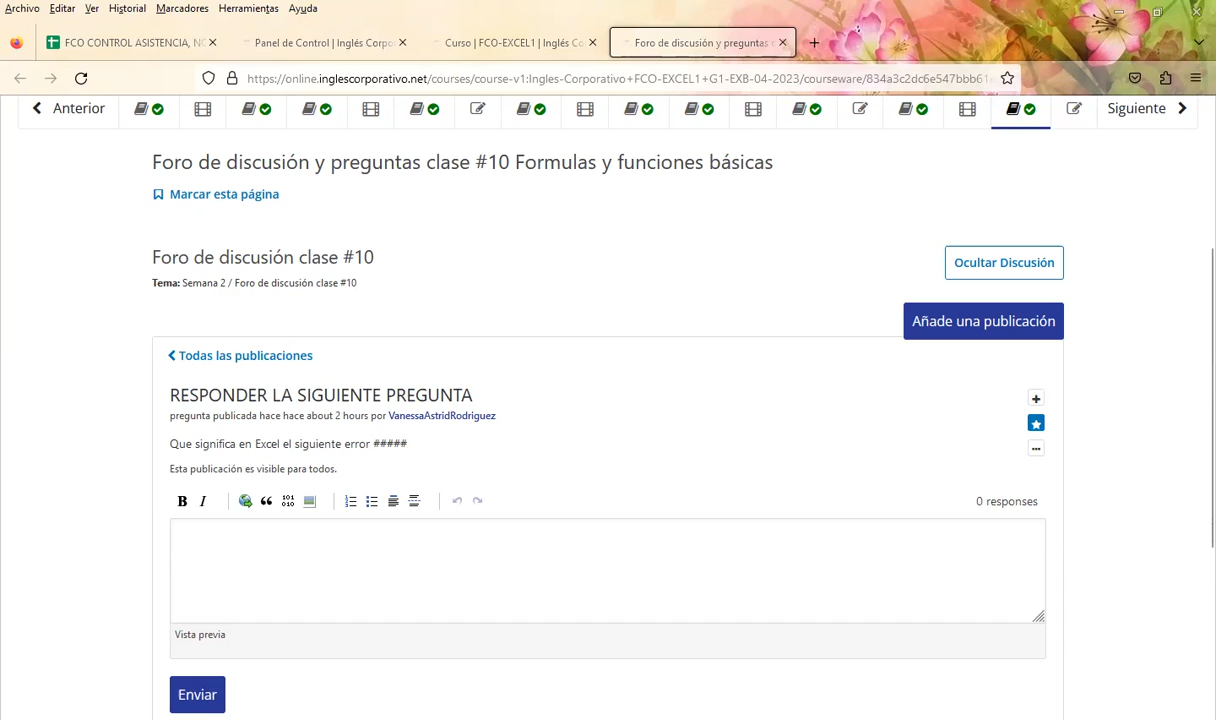 Archivo Editar Ver Historial Marcadores Herramientas Ayuda
FCO CONTROL ASISTENCIA, NO Panel de Control | Inglés Corpo Curso | FCO-EXCEL1 | Inglés Co Foro de discusión y preguntas
https://online.inglescorporativo.net/courses/course-v1:Ingles-Corporativo+FCO-EXCEL1+G1-EXB-04-2023/courseware/834a3c2dc6e547bbb61
Anterior Siguiente
Foro de discusión y preguntas clase #10 Formulas y funciones básicas
Marcar esta página
Foro de discusión clase #10
Ocultar Discusión
Tema: Semana 2 / Foro de discusión clase #10
Añade una publicación
Todas las publicaciones
RESPONDER LA SIGUIENTE PREGUNTA
pregunta publicada hace hace about 2 hours por VanessaAstridRodriguez
Que significa en Excel el siguiente error #####
Esta publicación es visible para todos.
B I 0 responses
Vista previa
Enviar